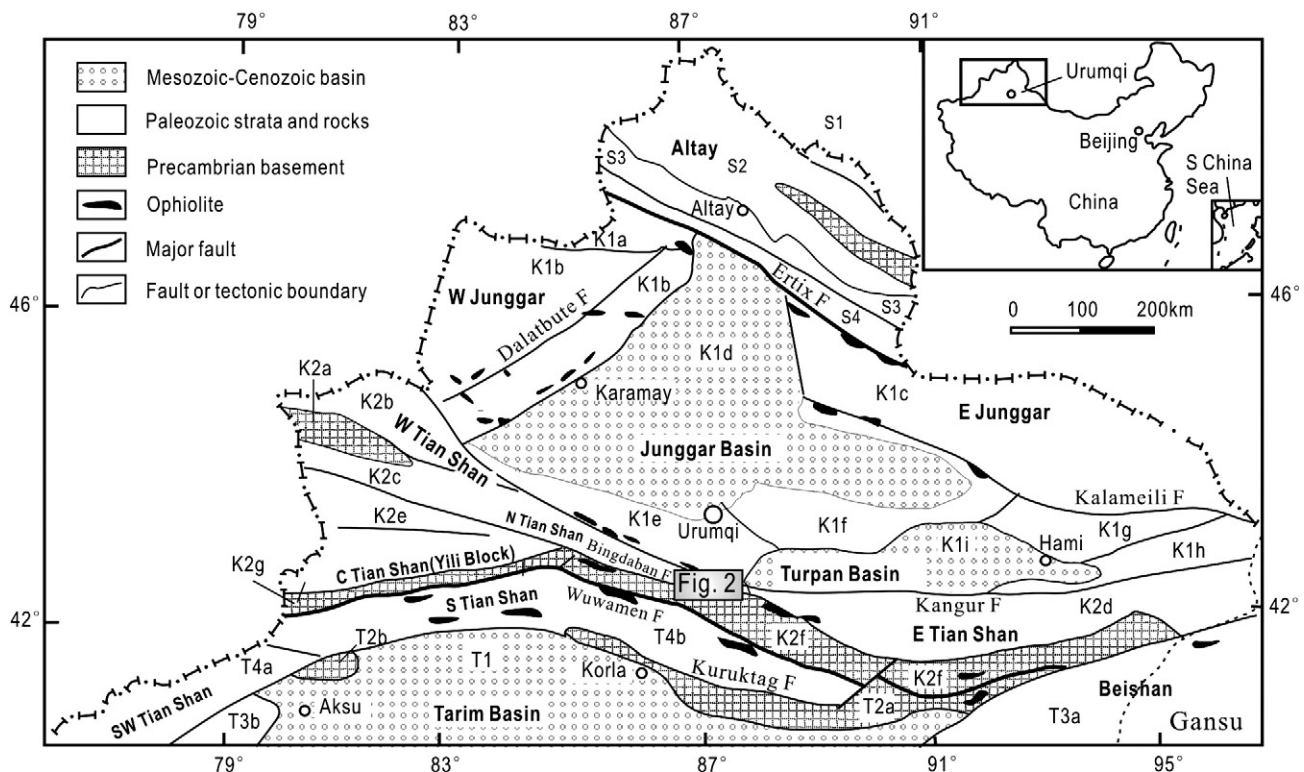 79°
83°
87°
91°
Mesozoic-Cenozoic basin
Paleozoic strata and rocks
Precambrian basement
Ophiolite
Major fault
Fault or tectonic boundary
Urumqi
Beijing
China
S China
Sea
S1
Altay
S2
S3
Altay
Ertix F
S3
S4
46°
46°
0 100 200km
K1a
K1b
W Junggar
K1b
Dalatbute F
K1d
K1c
E Junggar
Karamay
Junggar Basin
K2a
K2b
W Tian Shan
K2c
K2e
N Tian Shan
Bingdaban F
K1e
Urumqi
K1f
Kalameili F
K1g
K1h
K1i
Hami
Turpan Basin
K2g
C Tian Shan(Yili Block)
Fig. 2
Kangur F
K2d
42°
42°
S Tian Shan
Wuwamen F
E Tian Shan
K2f
K2f
T4b
T2b
T4a
T1
Korla
Kuruktag F
T2a
Beishan
SW Tian Shan
T3b
Aksu
Tarim Basin
T3a
Gansu
79°
83°
87°
91°
95°